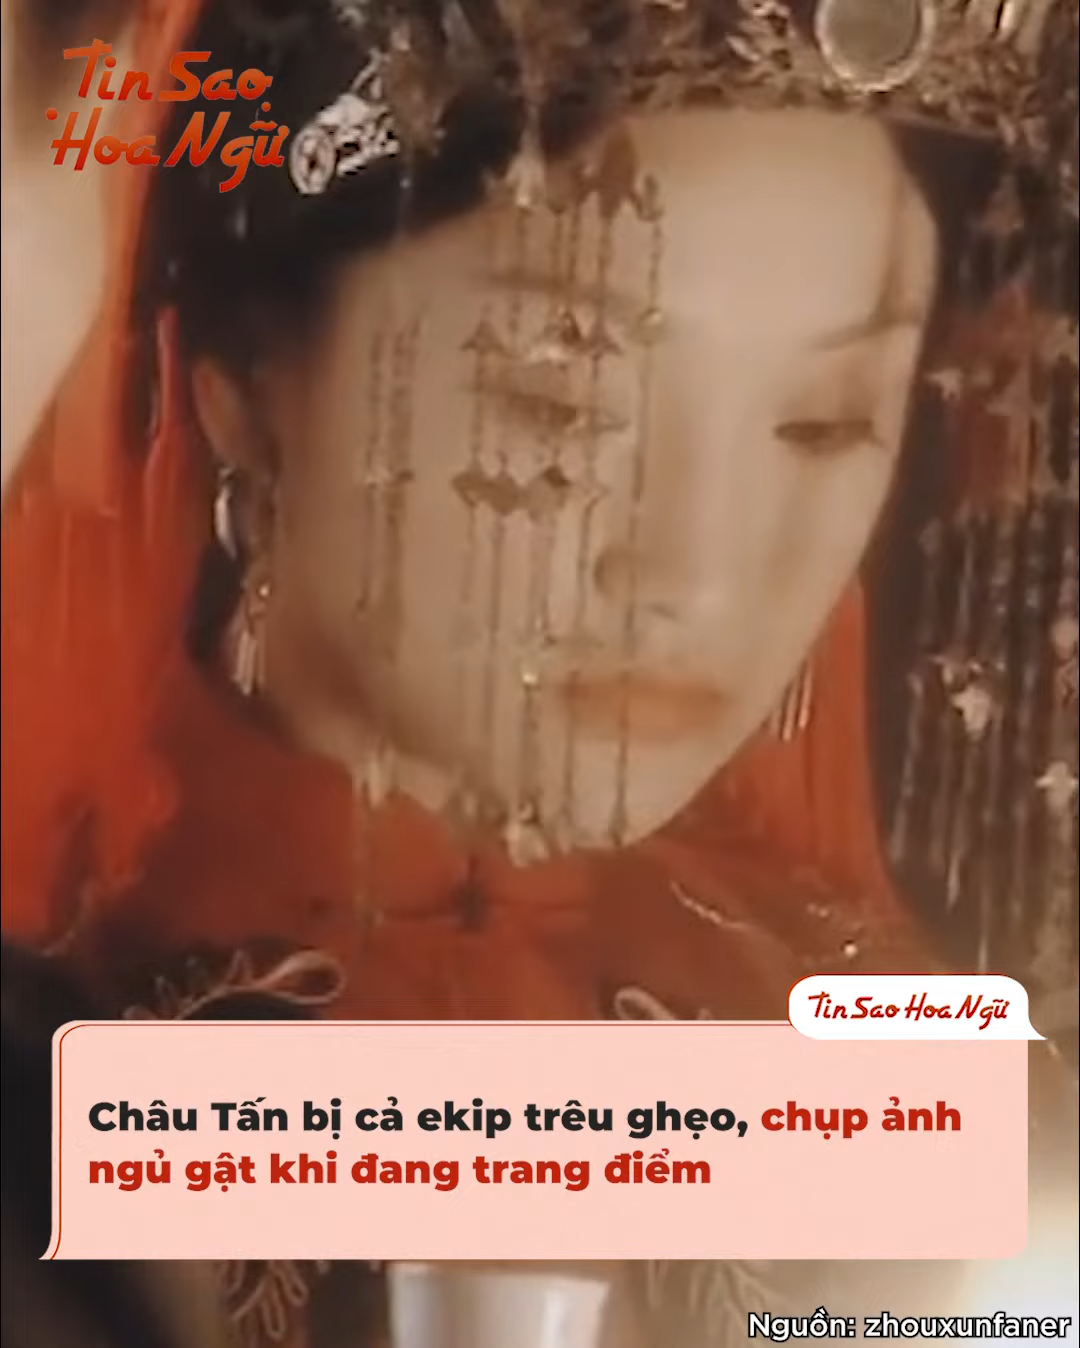 Tin Sao
Hoa Ngữ
Tin Sao Hoa Ngữ
Châu Tấn bị cả ekip trêu ghẹo, chụp ảnh
ngủ gật khi đang trang điểm
Nguồn: zhouxunfaner